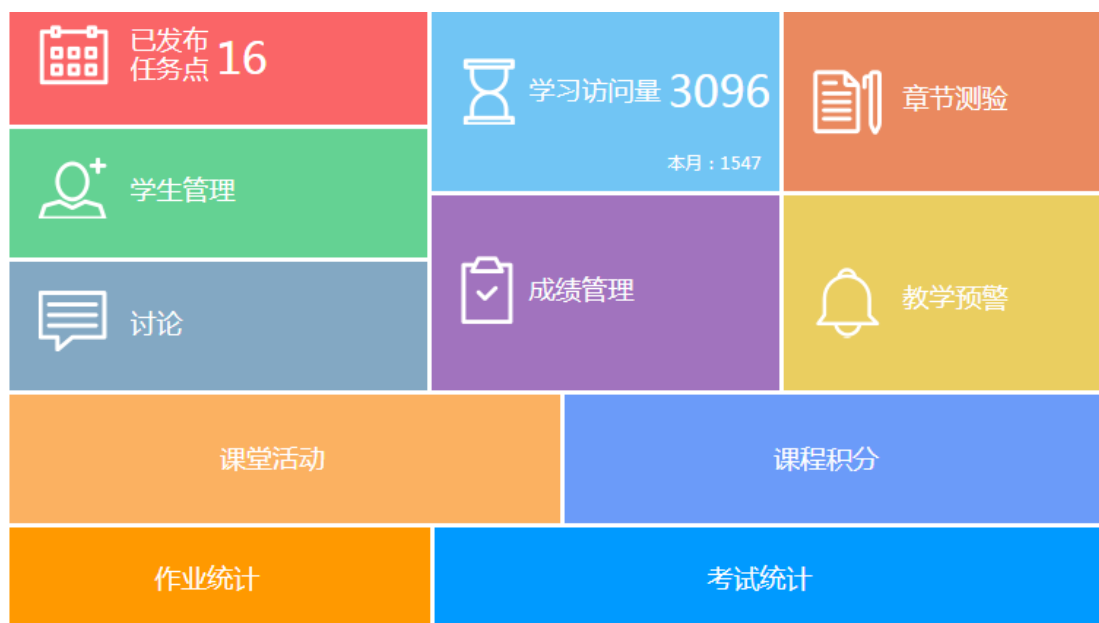 已发布
任务点 16
学习访问量 3096
本月：1547
章节测验
学生管理
讨论
成绩管理
教学预警
课堂活动
课程积分
作业统计
考试统计